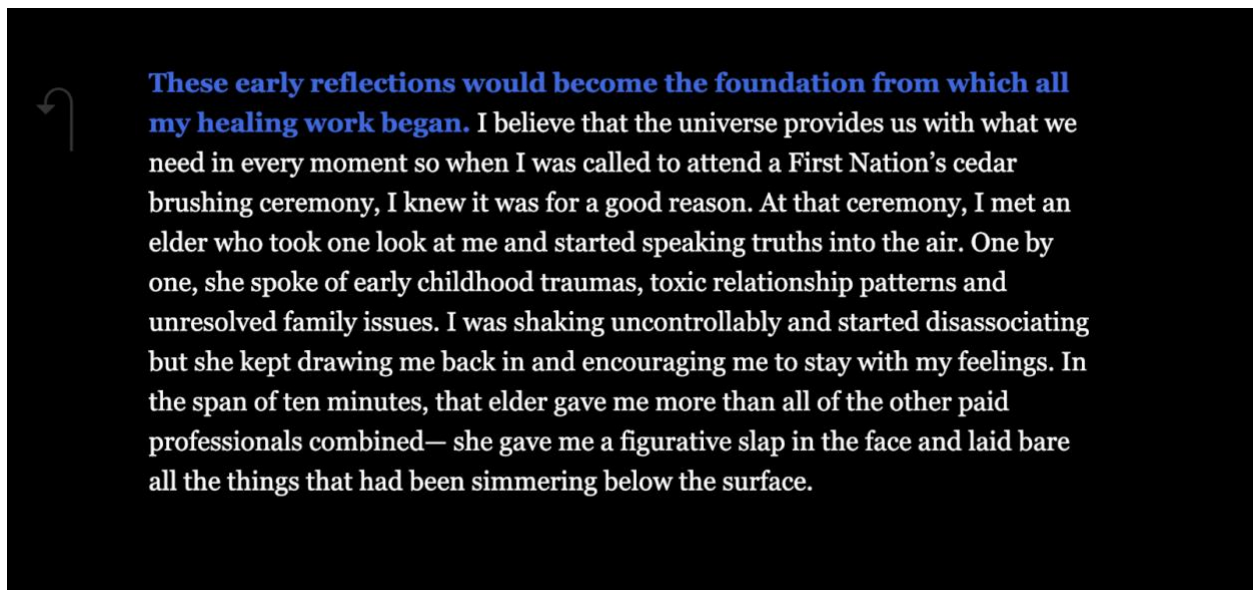 These early reflections would become the foundation from which all
my healing work began. I believe that the universe provides us with what we
need in every moment so when I was called to attend a First Nation’s cedar
brushing ceremony, I knew it was for a good reason. At that ceremony, I met an
elder who took one look at me and started speaking truths into the air. One by
one, she spoke of early childhood traumas, toxic relationship patterns and
unresolved family issues. I was shaking uncontrollably and started disassociating
but she kept drawing me back in and encouraging me to stay with my feelings. In
the span of ten minutes, that elder gave me more than all of the other paid
professionals combined— she gave me a figurative slap in the face and laid bare
all the things that had been simmering below the surface.